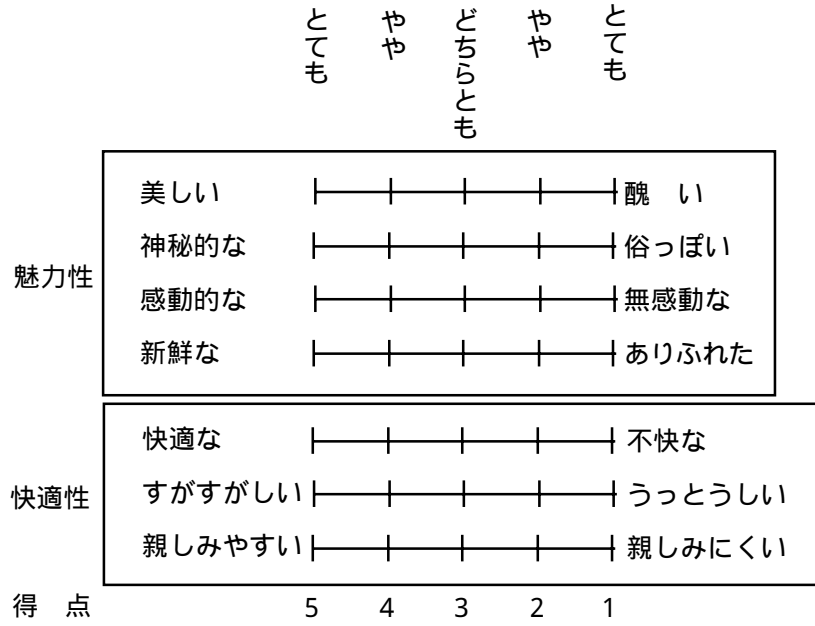 とても やや どちらとも やや とても
魅力性
美しい 醜　い
神秘的な 俗っぽい
感動的な 無感動な
新鮮な ありふれた
快適性
快適な 不快な
すがすがしい うっとうしい
親しみやすい 親しみにくい
得　点 5 4 3 2 1